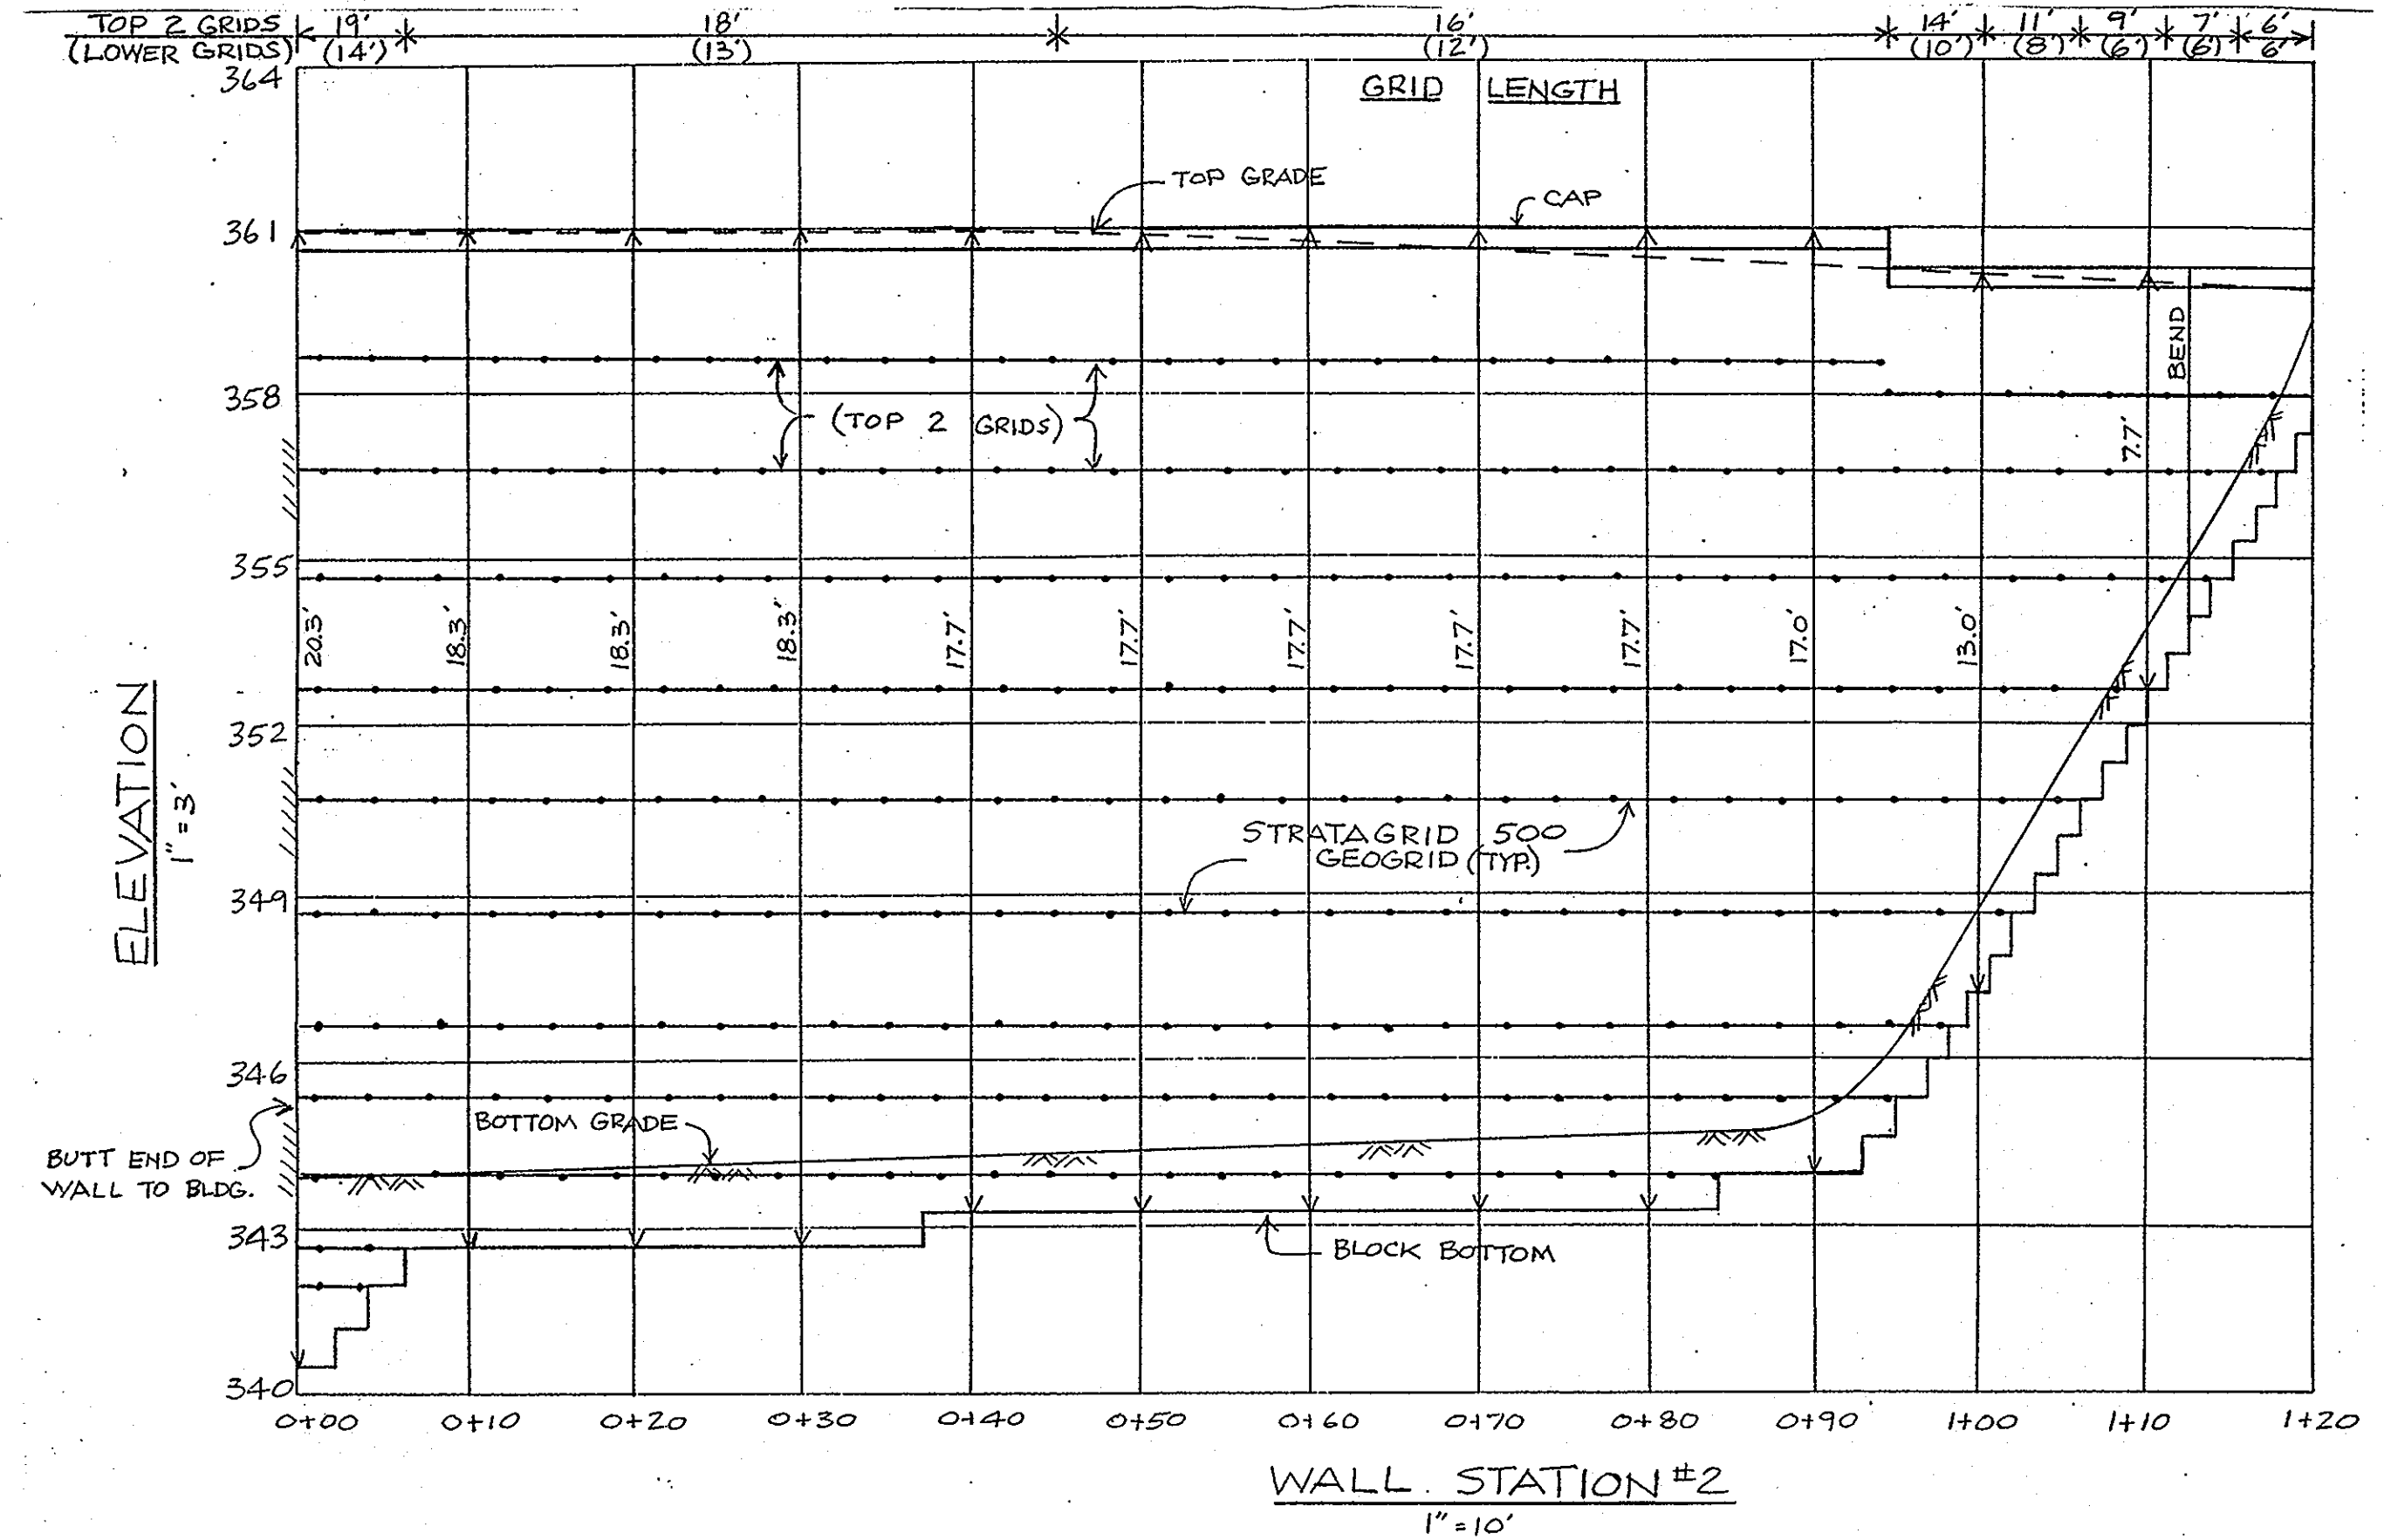 TOP 2 GRIDS 19' 18' 16' 14' 11' 9' 7' 6'
(LOWER GRIDS) (14') (13') (12') (10') (8') (6') (6') 6'
364
GRID LENGTH
TOP GRADE
CAP
361
BEND
358
(TOP 2 GRIDS)
7.7'
355
20.3' 18.3' 18.3' 18.3' 17.7' 17.7' 17.7' 17.7' 17.7' 17.0' 13.0'
352
ELEVATION
1"=3'
STRATAGRID 500
GEOGRID (TYP.)
349
346
BOTTOM GRADE
BUTT END OF
WALL TO BLDG.
343
BLOCK BOTTOM
340
0+00 0+10 0+20 0+30 0+40 0+50 0+60 0+70 0+80 0+90 1+00 1+10 1+20
WALL STATION #2
1"=10'